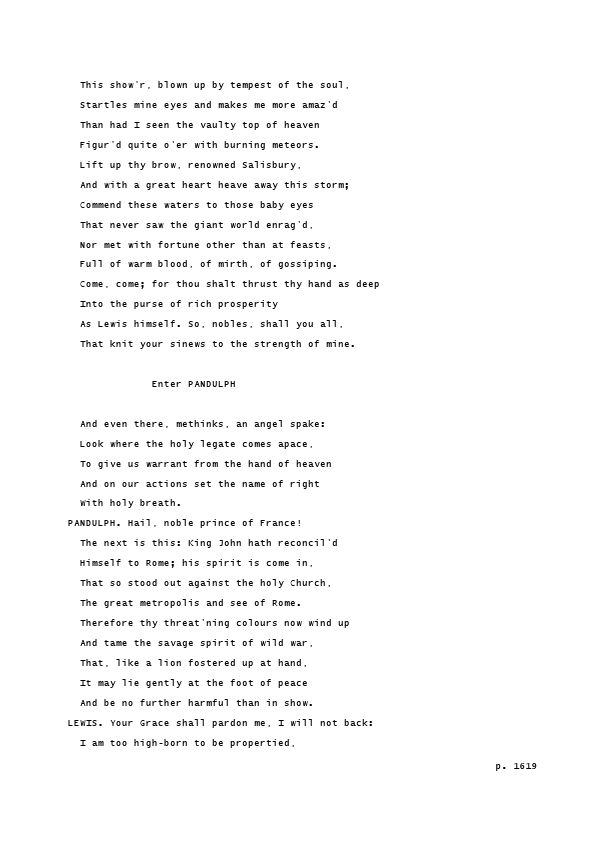 This show'r, blown up by tempest of the soul,
Startles mine eyes and makes me more amaz'd
Than had I seen the vaulty top of heaven
Figur'd quite o'er with burning meteors.
Lift up thy brow, renowned Salisbury,
And with a great heart heave away this storm;
Commend these waters to those baby eyes
That never saw the giant world enrag'd,
Nor met with fortune other than at feasts,
Full of warm blood, of mirth, of gossiping.
Come, come; for thou shalt thrust thy hand as deep
Into the purse of rich prosperity
As Lewis himself. So, nobles, shall you all,
That knit your sinews to the strength of mine.
Enter PANDULPH
And even there, methinks, an angel spake:
Look where the holy legate comes apace,
To give us warrant from the hand of heaven
And on our actions set the name of right
With holy breath.
PANDULPH. Hail, noble prince of France!
The next is this: King John hath reconcil'd
Himself to Rome; his spirit is come in,
That so stood out against the holy Church,
The great metropolis and see of Rome.
Therefore thy threat'ning colours now wind up
And tame the savage spirit of wild war,
That, like a lion fostered up at hand,
It may lie gently at the foot of peace
And be no further harmful than in show.
LEWIS. Your Grace shall pardon me, I will not back:
I am too high-born to be propertied,
p. 1619